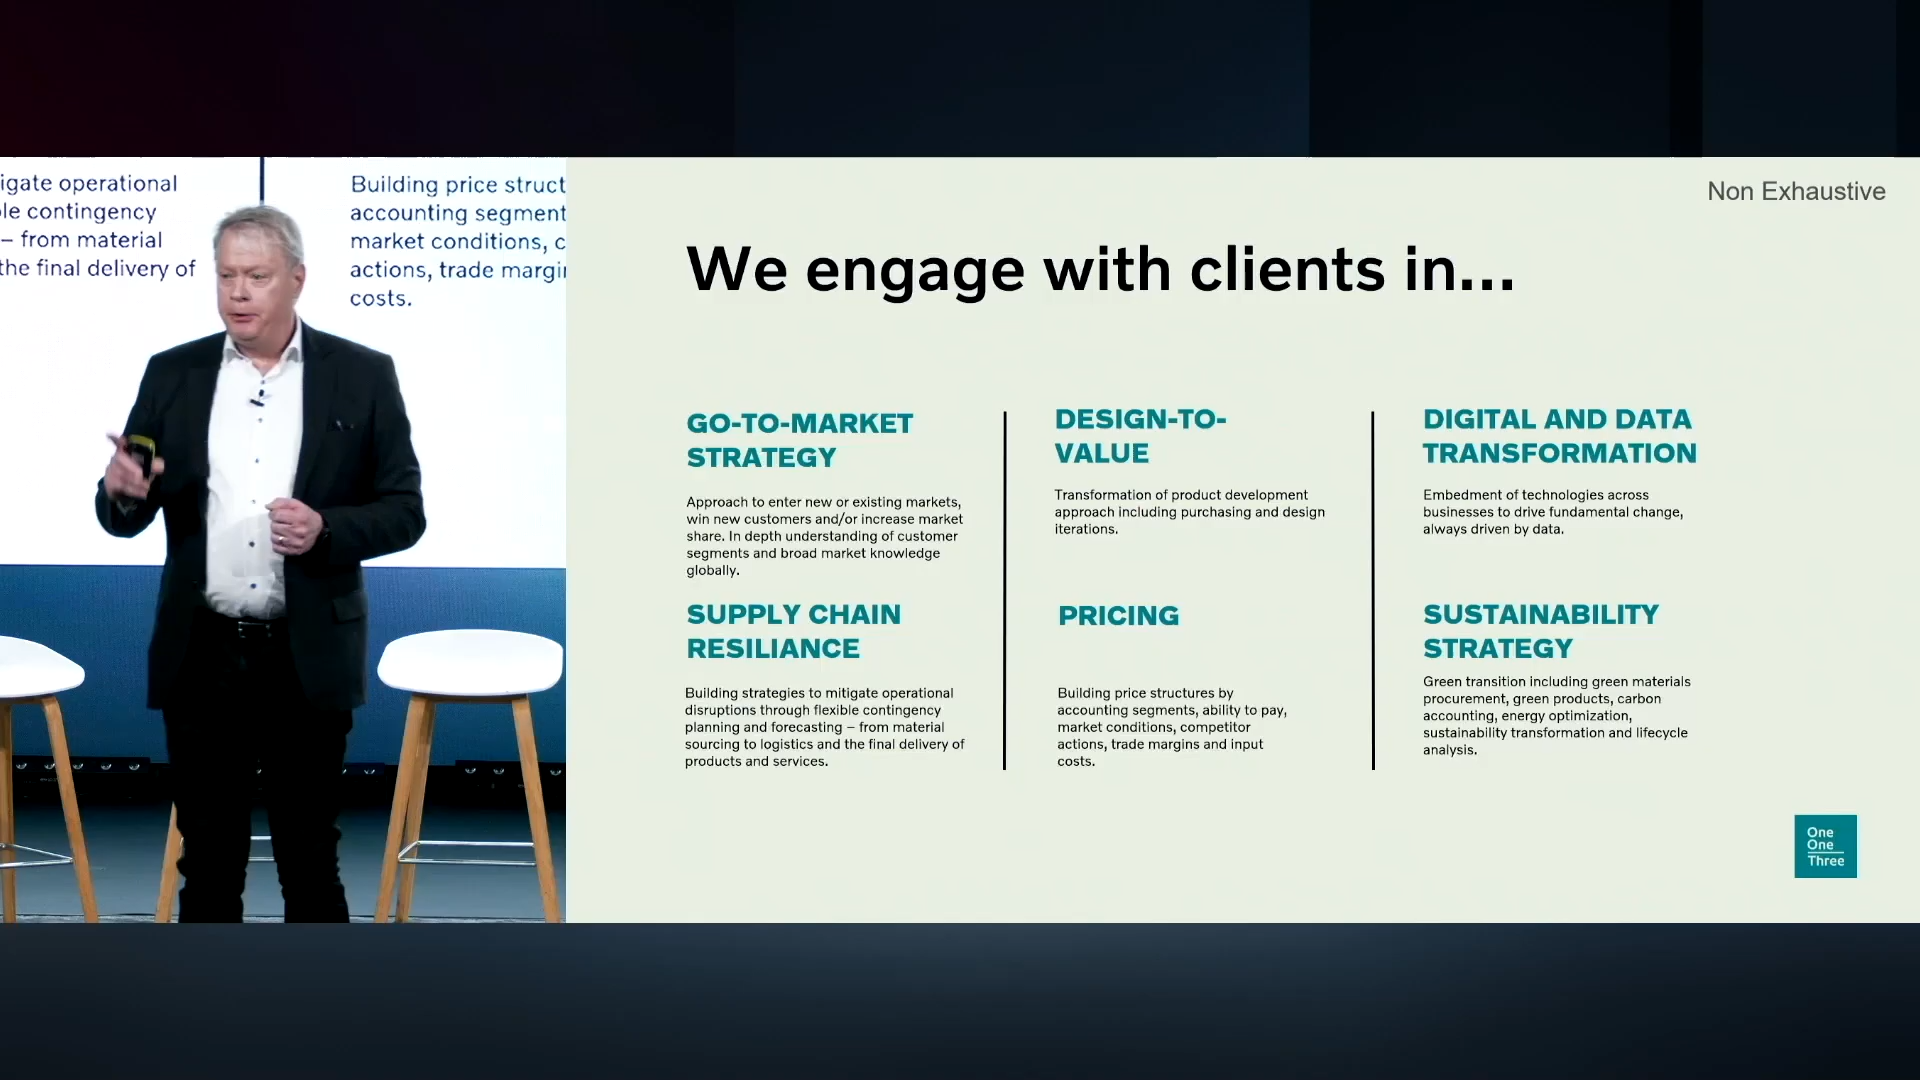 igate operational
le contingency
– from material
the final delivery of
Building price struct
accounting segment
market conditions, c
actions, trade margi
costs.
Non Exhaustive
We engage with clients in...
GO-TO-MARKET
STRATEGY
Approach to enter new or existing markets,
win new customers and/or increase market
share. In depth understanding of customer
segments and broad market knowledge
globally.
DESIGN-TO-
VALUE
Transformation of product development
approach including purchasing and design
iterations.
DIGITAL AND DATA
TRANSFORMATION
Embedment of technologies across
businesses to drive fundamental change,
always driven by data.
SUPPLY CHAIN
RESILIANCE
Building strategies to mitigate operational
disruptions through flexible contingency
planning and forecasting – from material
sourcing to logistics and the final delivery of
products and services.
PRICING
Building price structures by
accounting segments, ability to pay,
market conditions, competitor
actions, trade margins and input
costs.
SUSTAINABILITY
STRATEGY
Green transition including green materials
procurement, green products, carbon
accounting, energy optimization,
sustainability transformation and lifecycle
analysis.
One
One
Three